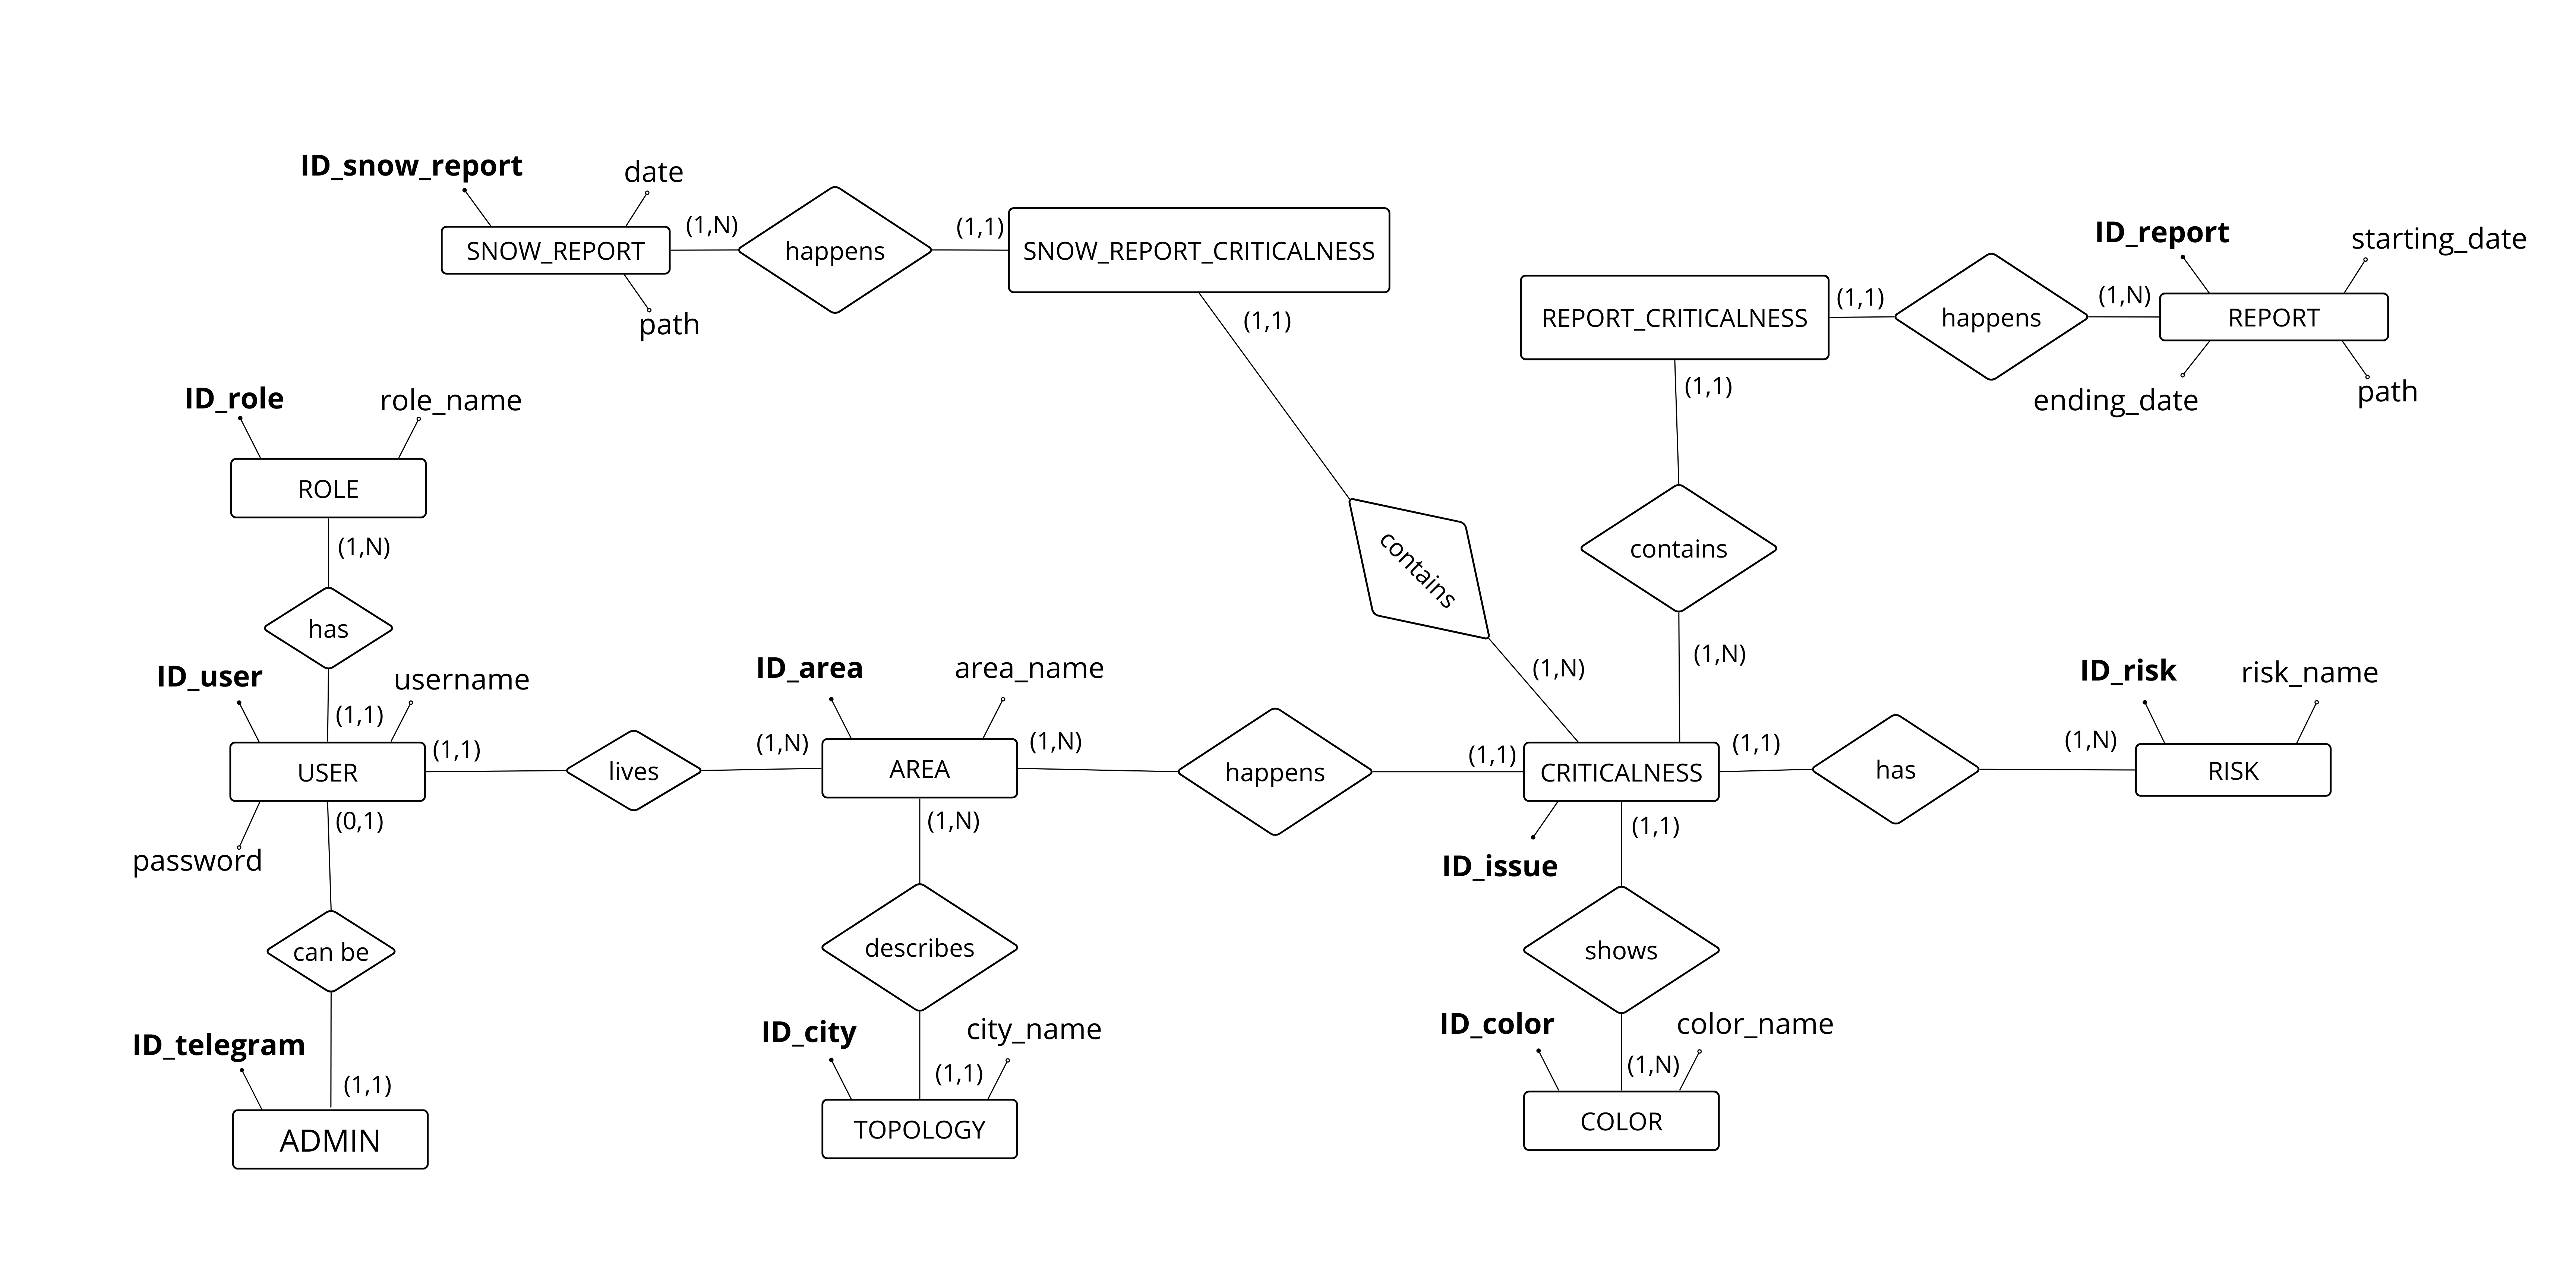 ID_snow_report
date
SNOW_REPORT
(1,N)
happens
(1,1)
SNOW_REPORT_CRITICALNESS
path
(1,1)
ID_report
starting_date
REPORT_CRITICALNESS
(1,1)
happens
(1,N)
REPORT
ending_date
path
(1,1)
ID_role
role_name
ROLE
(1,N)
has
contains
contains
(1,N)
(1,N)
ID_user
username
(1,1)
USER
(1,1)
lives
(1,N)
ID_area
area_name
AREA
(1,N)
happens
(1,1)
CRITICALNESS
(1,1)
has
(1,N)
ID_risk
risk_name
RISK
password
(0,1)
can be
(1,N)
describes
ID_issue
(1,1)
shows
ID_telegram
(1,1)
ADMIN
ID_city
city_name
(1,1)
TOPOLOGY
ID_color
color_name
(1,N)
COLOR